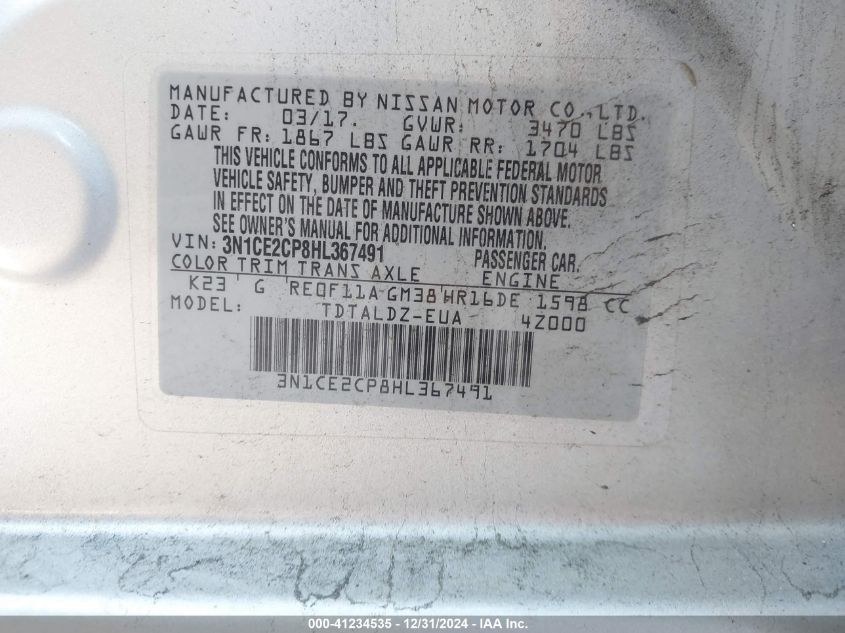 MANUFACTURED BY NISSAN MOTOR CO., LTD.
DATE: 03/17. GVWR: 3470 LBS
GAWR FR: 1867 LBS GAWR RR: 1704 LBS
THIS VEHICLE CONFORMS TO ALL APPLICABLE FEDERAL MOTOR
VEHICLE SAFETY, BUMPER AND THEFT PREVENTION STANDARDS
IN EFFECT ON THE DATE OF MANUFACTURE SHOWN ABOVE.
SEE OWNER'S MANUAL FOR ADDITIONAL INFORMATION.
VIN: 3N1CE2CP8HL367491 PASSENGER CAR.
COLOR TRIM TRANS AXLE ENGINE
K23 G RE0F11A GM38 HR16DE 1598 CC
MODEL TDTALDZ-EUA 4Z000
3N1CE2CP8HL367491
000-41234535 - 12/31/2024 - IAA Inc.